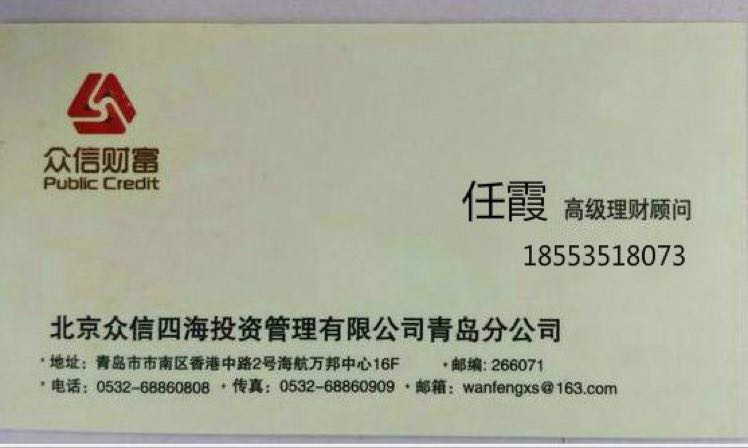 众信财富
Public Credit
任霞 高级理财顾问
18553518073
北京众信四海投资管理有限公司青岛分公司
·地址：青岛市市南区香港中路2号海航万邦中心16F ·邮编: 266071
·电话：0532-68860808 ·传真：0532-68860909 ·邮箱：wanfengxs@163.com